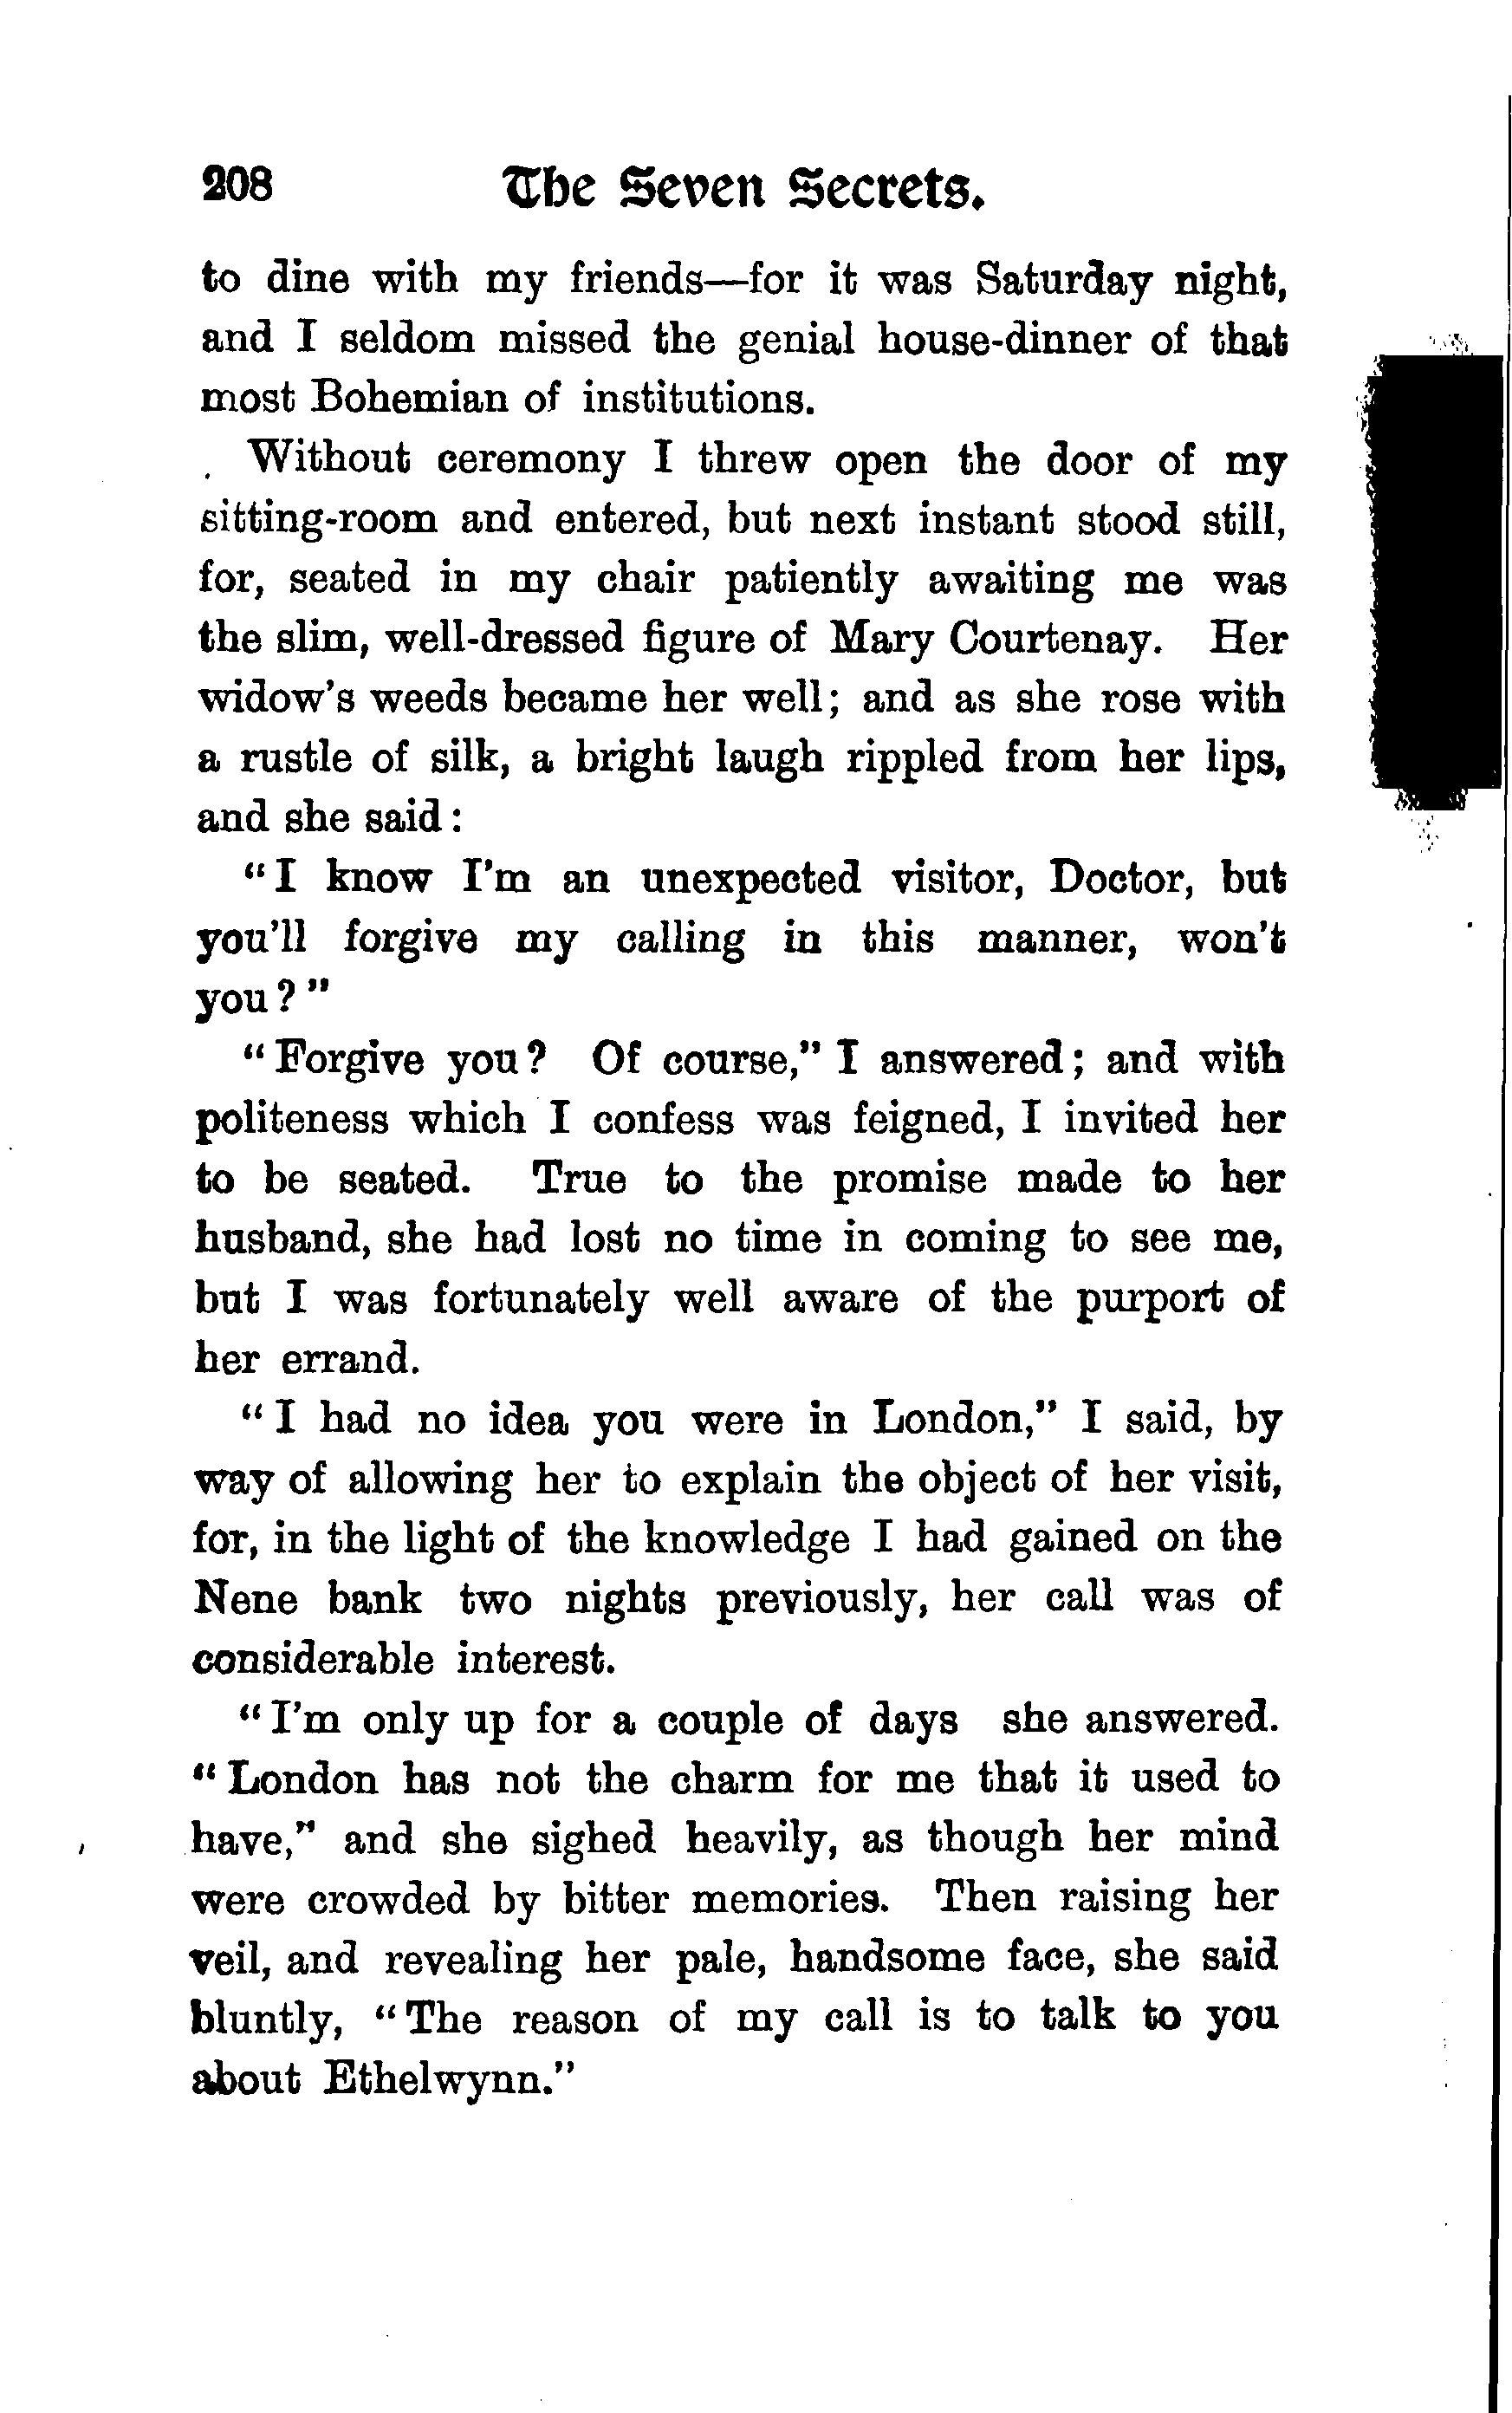 208 The Seven Secrets.
to dine with my friends—for it was Saturday night,
and I seldom missed the genial house-dinner of that
most Bohemian of institutions.
Without ceremony I threw open the door of my
sitting-room and entered, but next instant stood still,
for, seated in my chair patiently awaiting me was
the slim, well-dressed figure of Mary Courtenay. Her
widow's weeds became her well; and as she rose with
a rustle of silk, a bright laugh rippled from her lips,
and she said:
"I know I'm an unexpected visitor, Doctor, but
you'll forgive my calling in this manner, won't
you?"
"Forgive you? Of course," I answered; and with
politeness which I confess was feigned, I invited her
to be seated. True to the promise made to her
husband, she had lost no time in coming to see me,
but I was fortunately well aware of the purport of
her errand.
"I had no idea you were in London," I said, by
way of allowing her to explain the object of her visit,
for, in the light of the knowledge I had gained on the
Nene bank two nights previously, her call was of
considerable interest.
"I'm only up for a couple of days she answered.
"London has not the charm for me that it used to
have," and she sighed heavily, as though her mind
were crowded by bitter memories. Then raising her
veil, and revealing her pale, handsome face, she said
bluntly, "The reason of my call is to talk to you
about Ethelwynn."